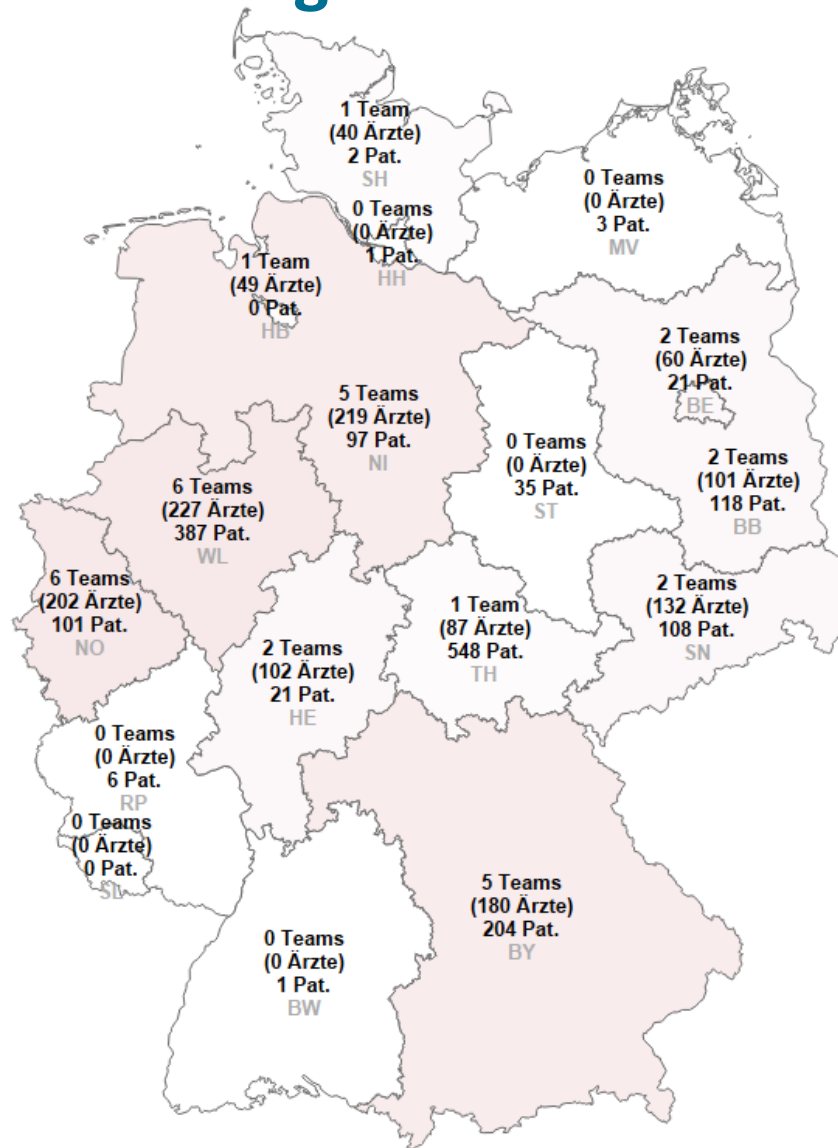 g
1 Team
(40 Ärzte)
2 Pat.
SH
0 Teams
(0 Ärzte)
3 Pat.
MV
0 Teams
(0 Ärzte)
1 Pat.
HH
1 Team
(49 Ärzte)
0 Pat.
HB
2 Teams
(60 Ärzte)
21 Pat.
BE
5 Teams
(219 Ärzte)
97 Pat.
NI
0 Teams
(0 Ärzte)
35 Pat.
ST
2 Teams
(101 Ärzte)
118 Pat.
BB
6 Teams
(227 Ärzte)
387 Pat.
WL
6 Teams
(202 Ärzte)
101 Pat.
NO
1 Team
(87 Ärzte)
548 Pat.
TH
2 Teams
(132 Ärzte)
108 Pat.
SN
2 Teams
(102 Ärzte)
21 Pat.
HE
0 Teams
(0 Ärzte)
6 Pat.
RP
0 Teams
(0 Ärzte)
0 Pat.
SL
5 Teams
(180 Ärzte)
204 Pat.
BY
0 Teams
(0 Ärzte)
1 Pat.
BW